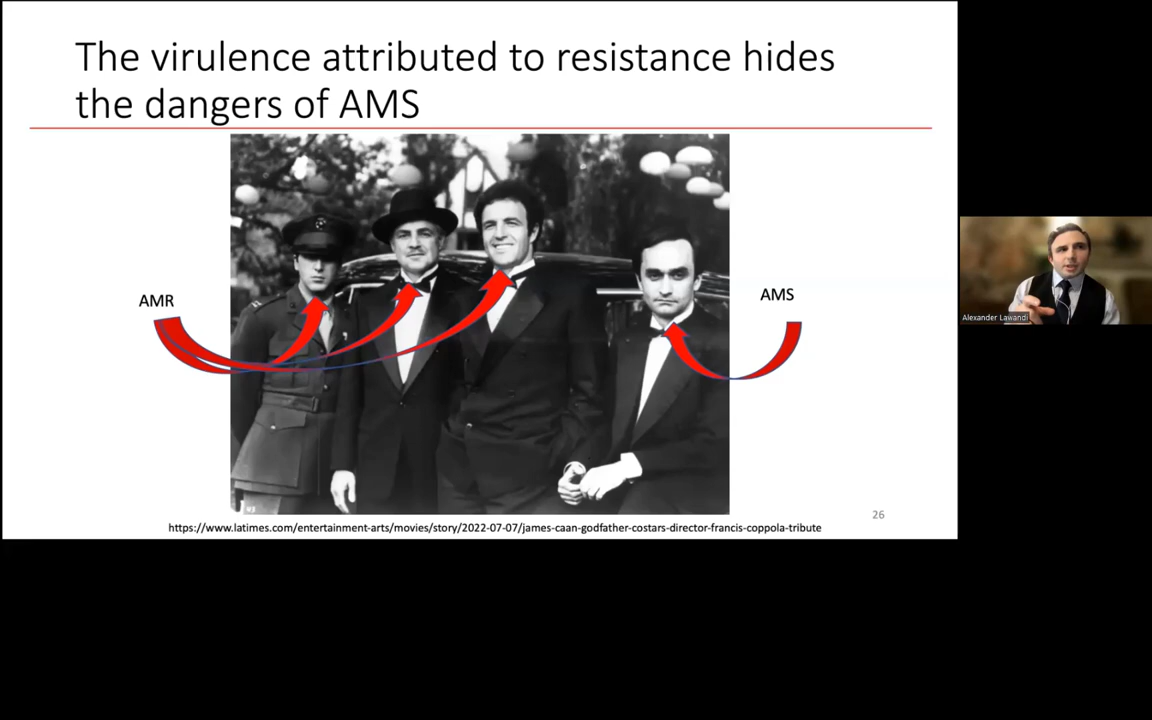 The virulence attributed to resistance hides
the dangers of AMS
AMR
AMS
Alexander Lawandi
26
https://www.latimes.com/entertainment-arts/movies/story/2022-07-07/james-caan-godfather-costars-director-francis-coppola-tribute